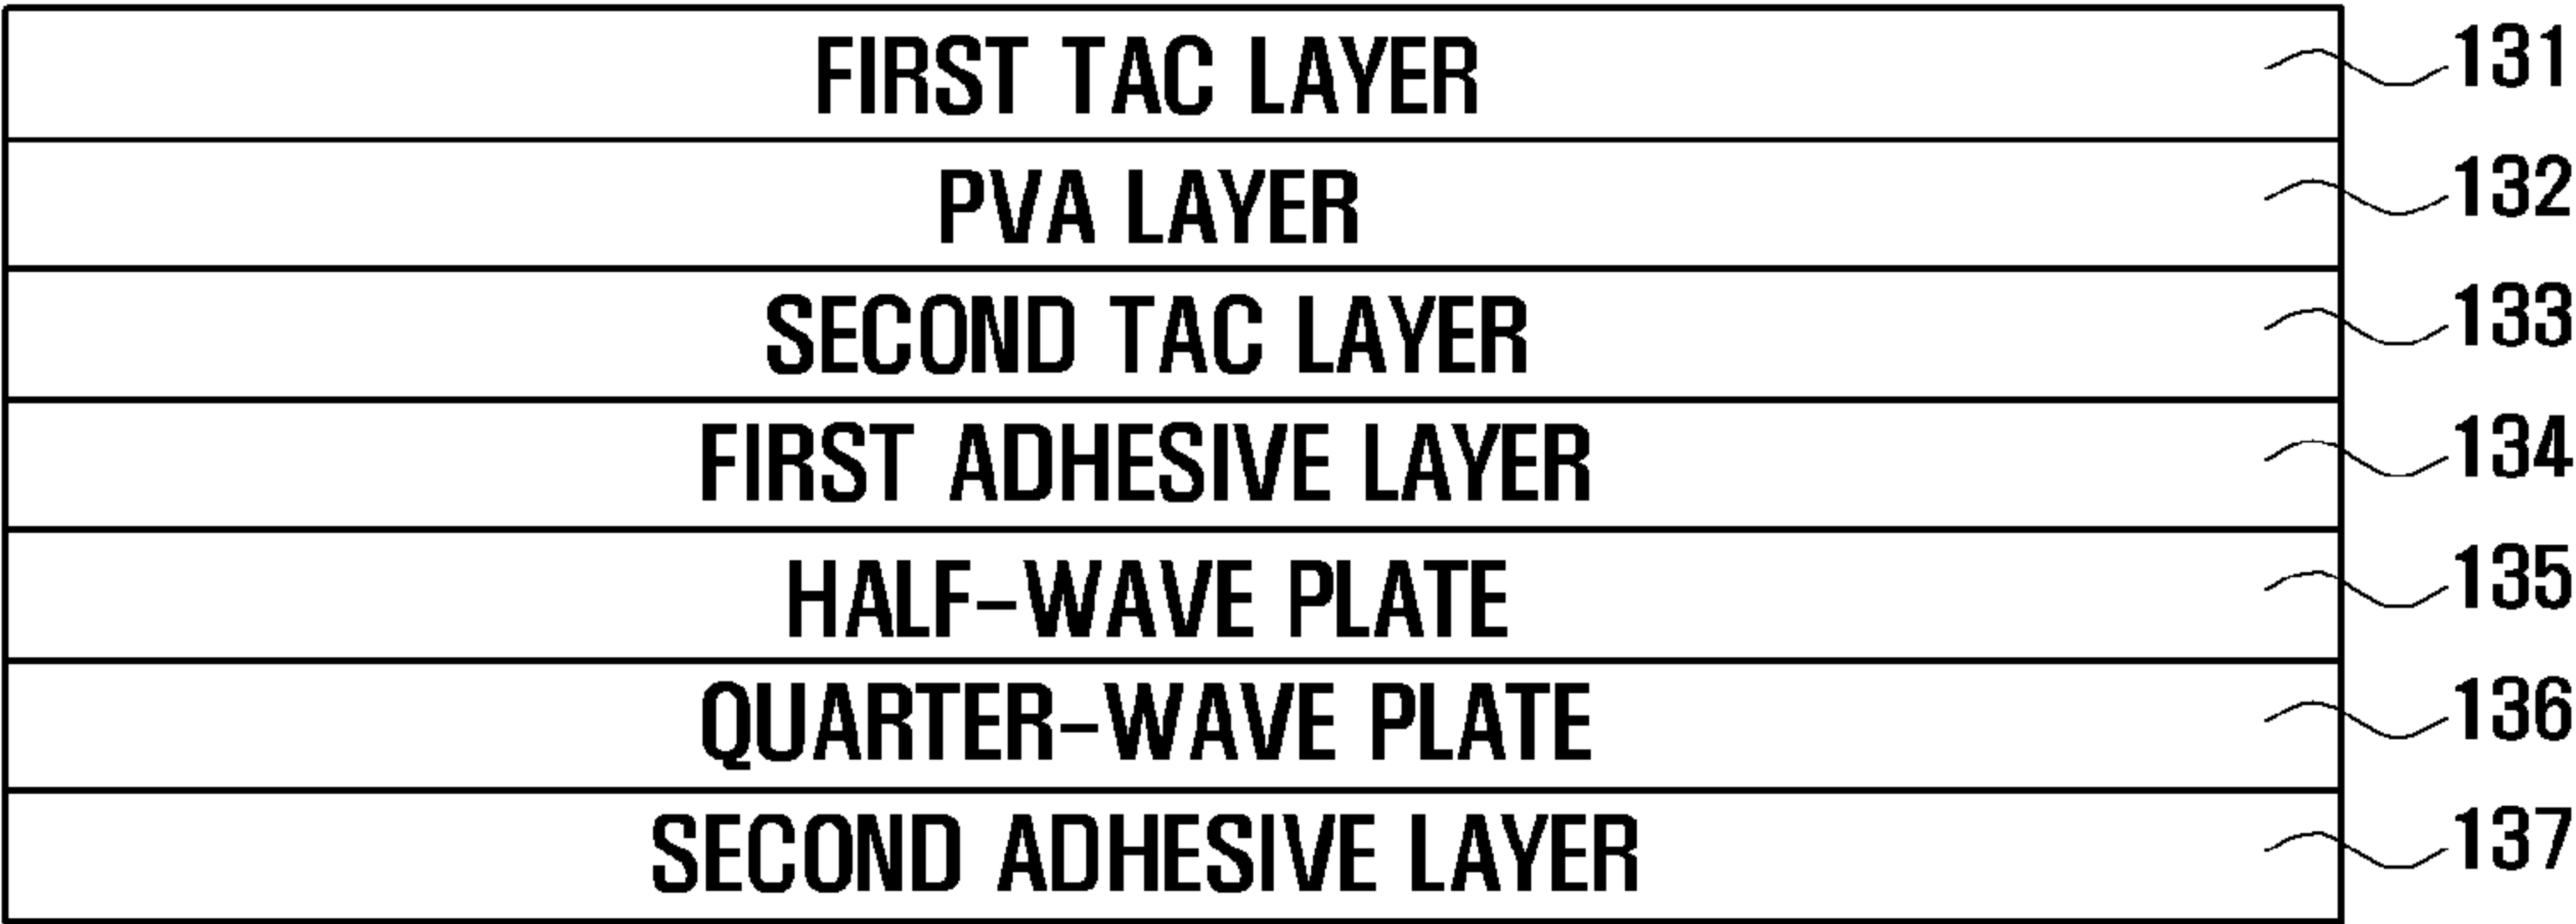 FIRST TAC LAYER 131
PVA LAYER 132
SECOND TAC LAYER 133
FIRST ADHESIVE LAYER 134
HALF-WAVE PLATE 135
QUARTER-WAVE PLATE 136
SECOND ADHESIVE LAYER 137